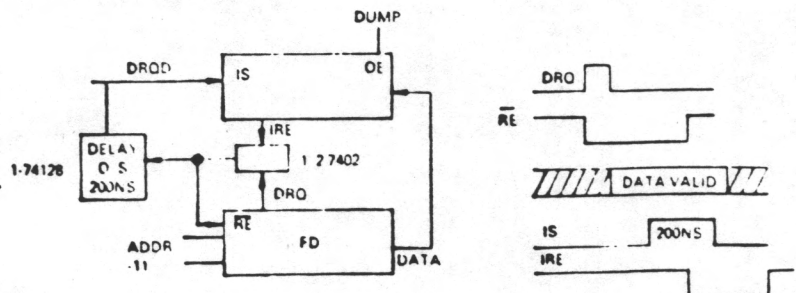 DUMP
DRQD
IS
OE
IRE
1-74128
DELAY
O S
200NS
1 2 7402
DRQ
RE
FD
ADDR
-11
DATA
DRQ
RE
DATA VALID
IS
200NS
IRE